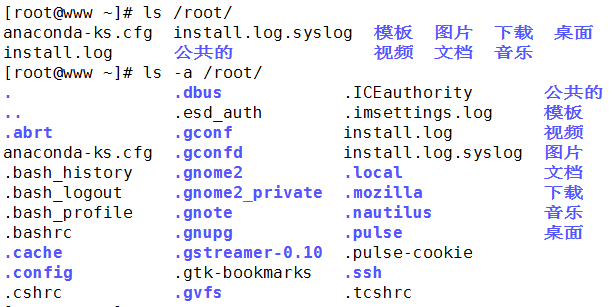 [root@www ~]# ls /root/
anaconda-ks.cfg  install.log.syslog  模板  图片  下载  桌面
install.log      公共的              视频  文档  音乐
[root@www ~]# ls -a /root/
.                .dbus           .ICEauthority       公共的
..               .esd_auth       .imsettings.log     模板
.abrt            .gconf          install.log         视频
anaconda-ks.cfg  .gconfd         install.log.syslog  图片
.bash_history    .gnome2         .local              文档
.bash_logout     .gnome2_private .mozilla            下载
.bash_profile    .gnote          .nautilus           音乐
.bashrc          .gnupg          .pulse              桌面
.cache           .gstreamer-0.10 .pulse-cookie
.config          .gtk-bookmarks  .ssh
.cshrc           .gvfs           .tcshrc